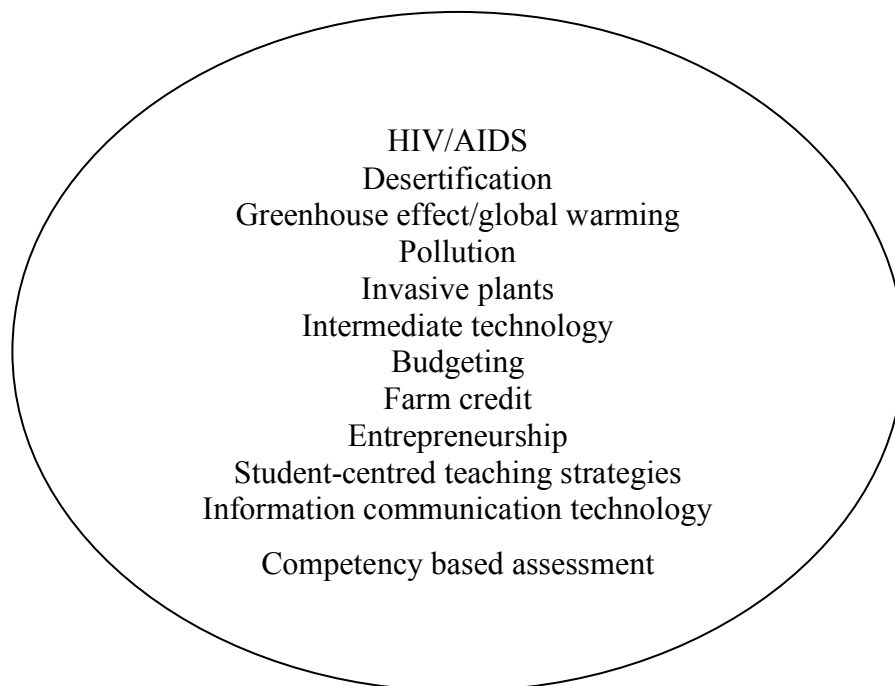 HIV/AIDS
Desertification
Greenhouse effect/global warming
Pollution
Invasive plants
Intermediate technology
Budgeting
Farm credit
Entrepreneurship
Student-centred teaching strategies
Information communication technology
Competency based assessment